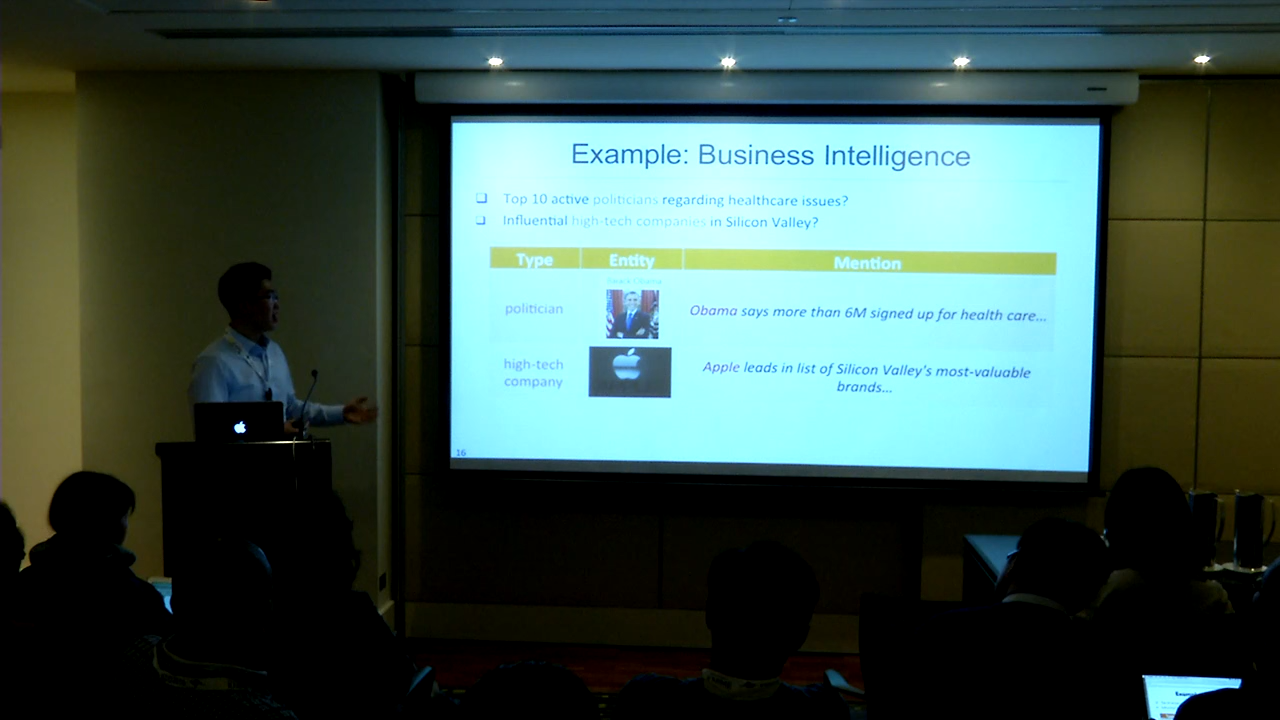 Example: Business Intelligence
Top 10 active politicians regarding healthcare issues?
Influential high-tech companies in Silicon Valley?
Type Entity Mention
politician
Obama says more than 6M signed up for health care...
high-tech
company
Apple leads in list of Silicon Valley's most-valuable
brands...
16